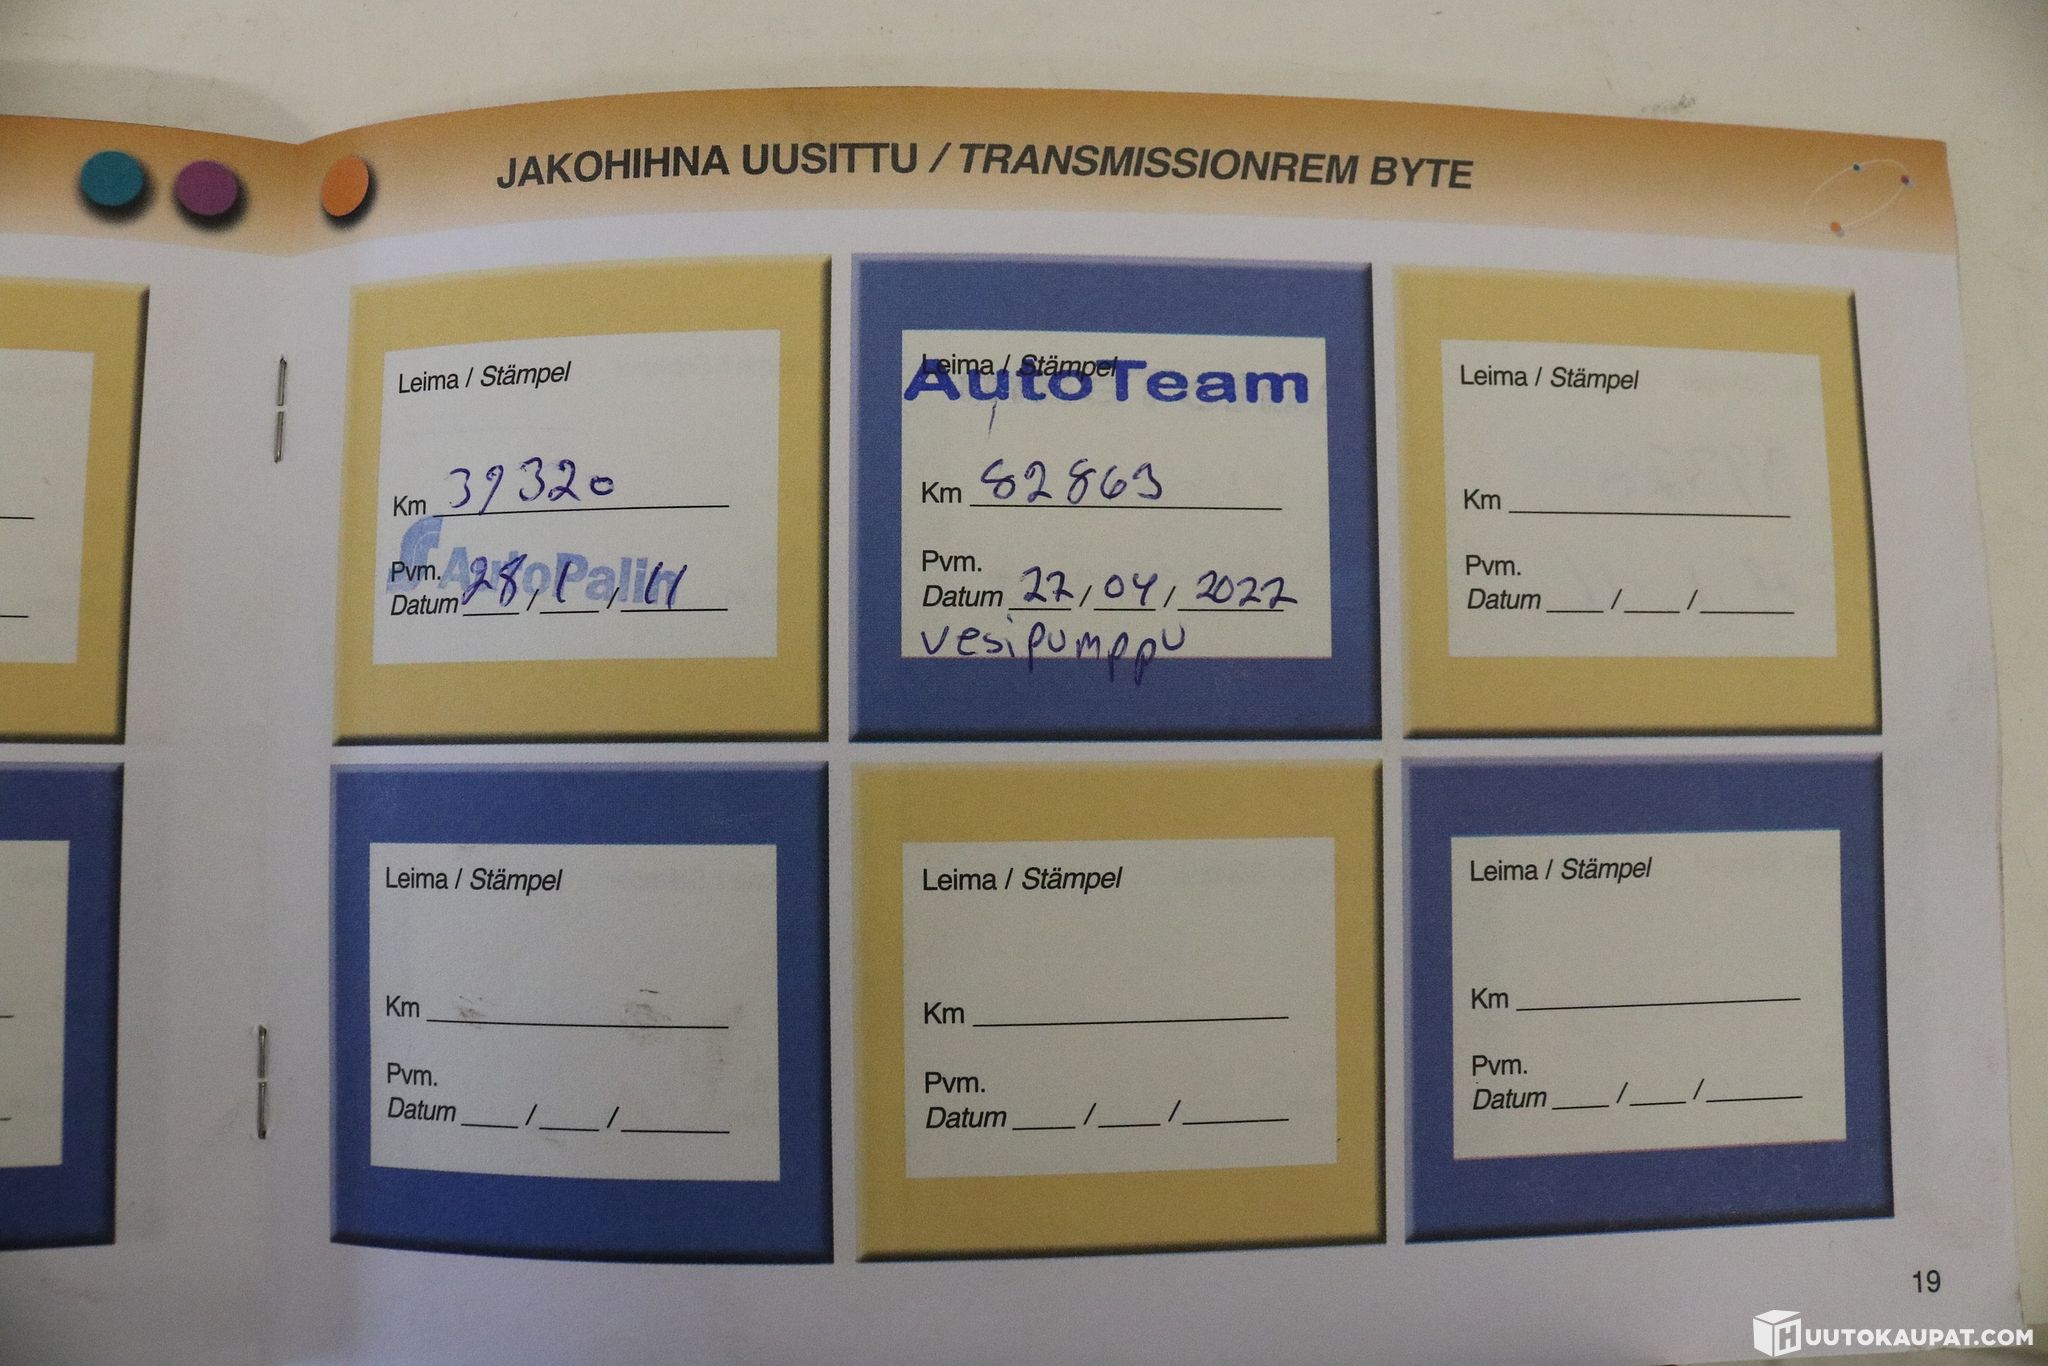 JAKOHIHNA UUSITTU / TRANSMISSIONREM BYTE
Leima / Stämpel
Km 39320
AutoPalin
Pvm.
Datum 28 / 1 / 11
Leima / Stämpel
AutoTeam
Km 82863
Pvm.
Datum 22 / 04 / 2022
vesipumppu
Leima / Stämpel
Km
Pvm.
Datum / /
Leima / Stämpel
Km
Pvm.
Datum / /
Leima / Stämpel
Km
Pvm.
Datum / /
Leima / Stämpel
Km
Pvm.
Datum / /
19
HUUTOKAUPAT.COM